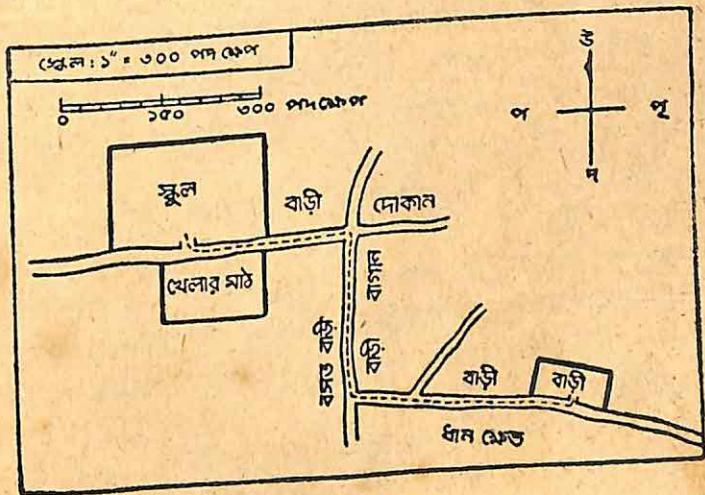 স্কেল : ১" = ৩০০ পদক্ষেপ
০ ১৫০ ৩০০ পদক্ষেপ
উ
প পূ
দ
স্কুল
বাড়ী
দোকান
খেলার মাঠ
বাগান
বসত বাড়ি
বাড়ি
বাড়ী
বাড়ী
ধান ক্ষেত